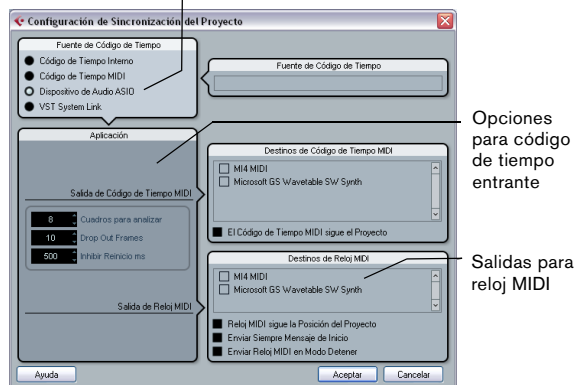 Configuración de Sincronización del Proyecto
Fuente de Código de Tiempo
Código de Tiempo Interno
Código de Tiempo MIDI
Dispositivo de Audio ASIO
VST System Link
Fuente de Código de Tiempo
Aplicación
Salida de Código de Tiempo MIDI
8 Cuadros para analizar
10 Drop Out Frames
500 Inhibir Reinicio ms
Salida de Reloj MIDI
Destinos de Código de Tiempo MIDI
MI4 MIDI
Microsoft GS Wavetable SW Synth
El Código de Tiempo MIDI sigue el Proyecto
Destinos de Reloj MIDI
MI4 MIDI
Microsoft GS Wavetable SW Synth
Reloj MIDI sigue la Posición del Proyecto
Enviar Siempre Mensaje de Inicio
Enviar Reloj MIDI en Modo Detener
Ayuda
Aceptar
Cancelar
Opciones
para código
de tiempo
entrante
Salidas para
reloj MIDI